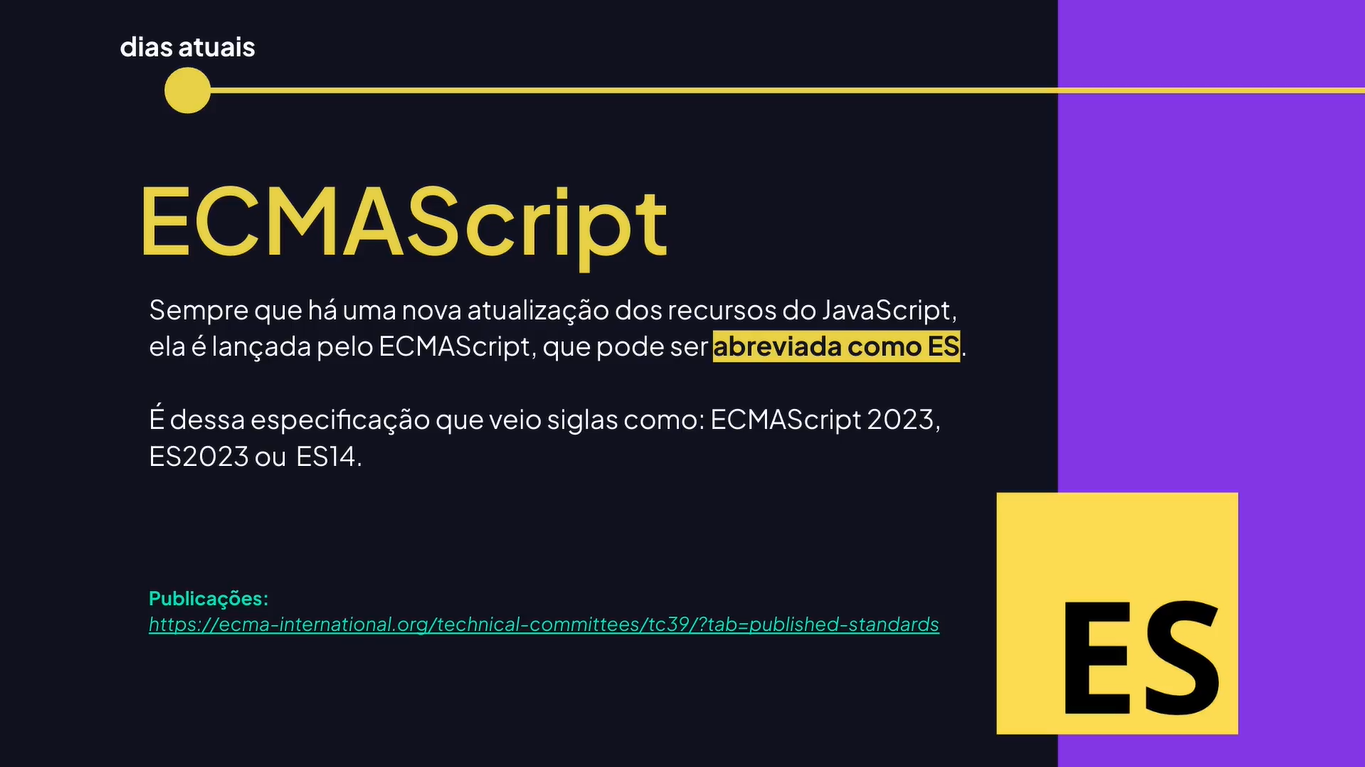 dias atuais
ECMAScript
Sempre que há uma nova atualização dos recursos do JavaScript,
ela é lançada pelo ECMAScript, que pode ser abreviada como ES.
É dessa especificação que veio siglas como: ECMAScript 2023,
ES2023 ou ES14.
Publicações:
https://ecma-international.org/technical-committees/tc39/?tab=published-standards
ES